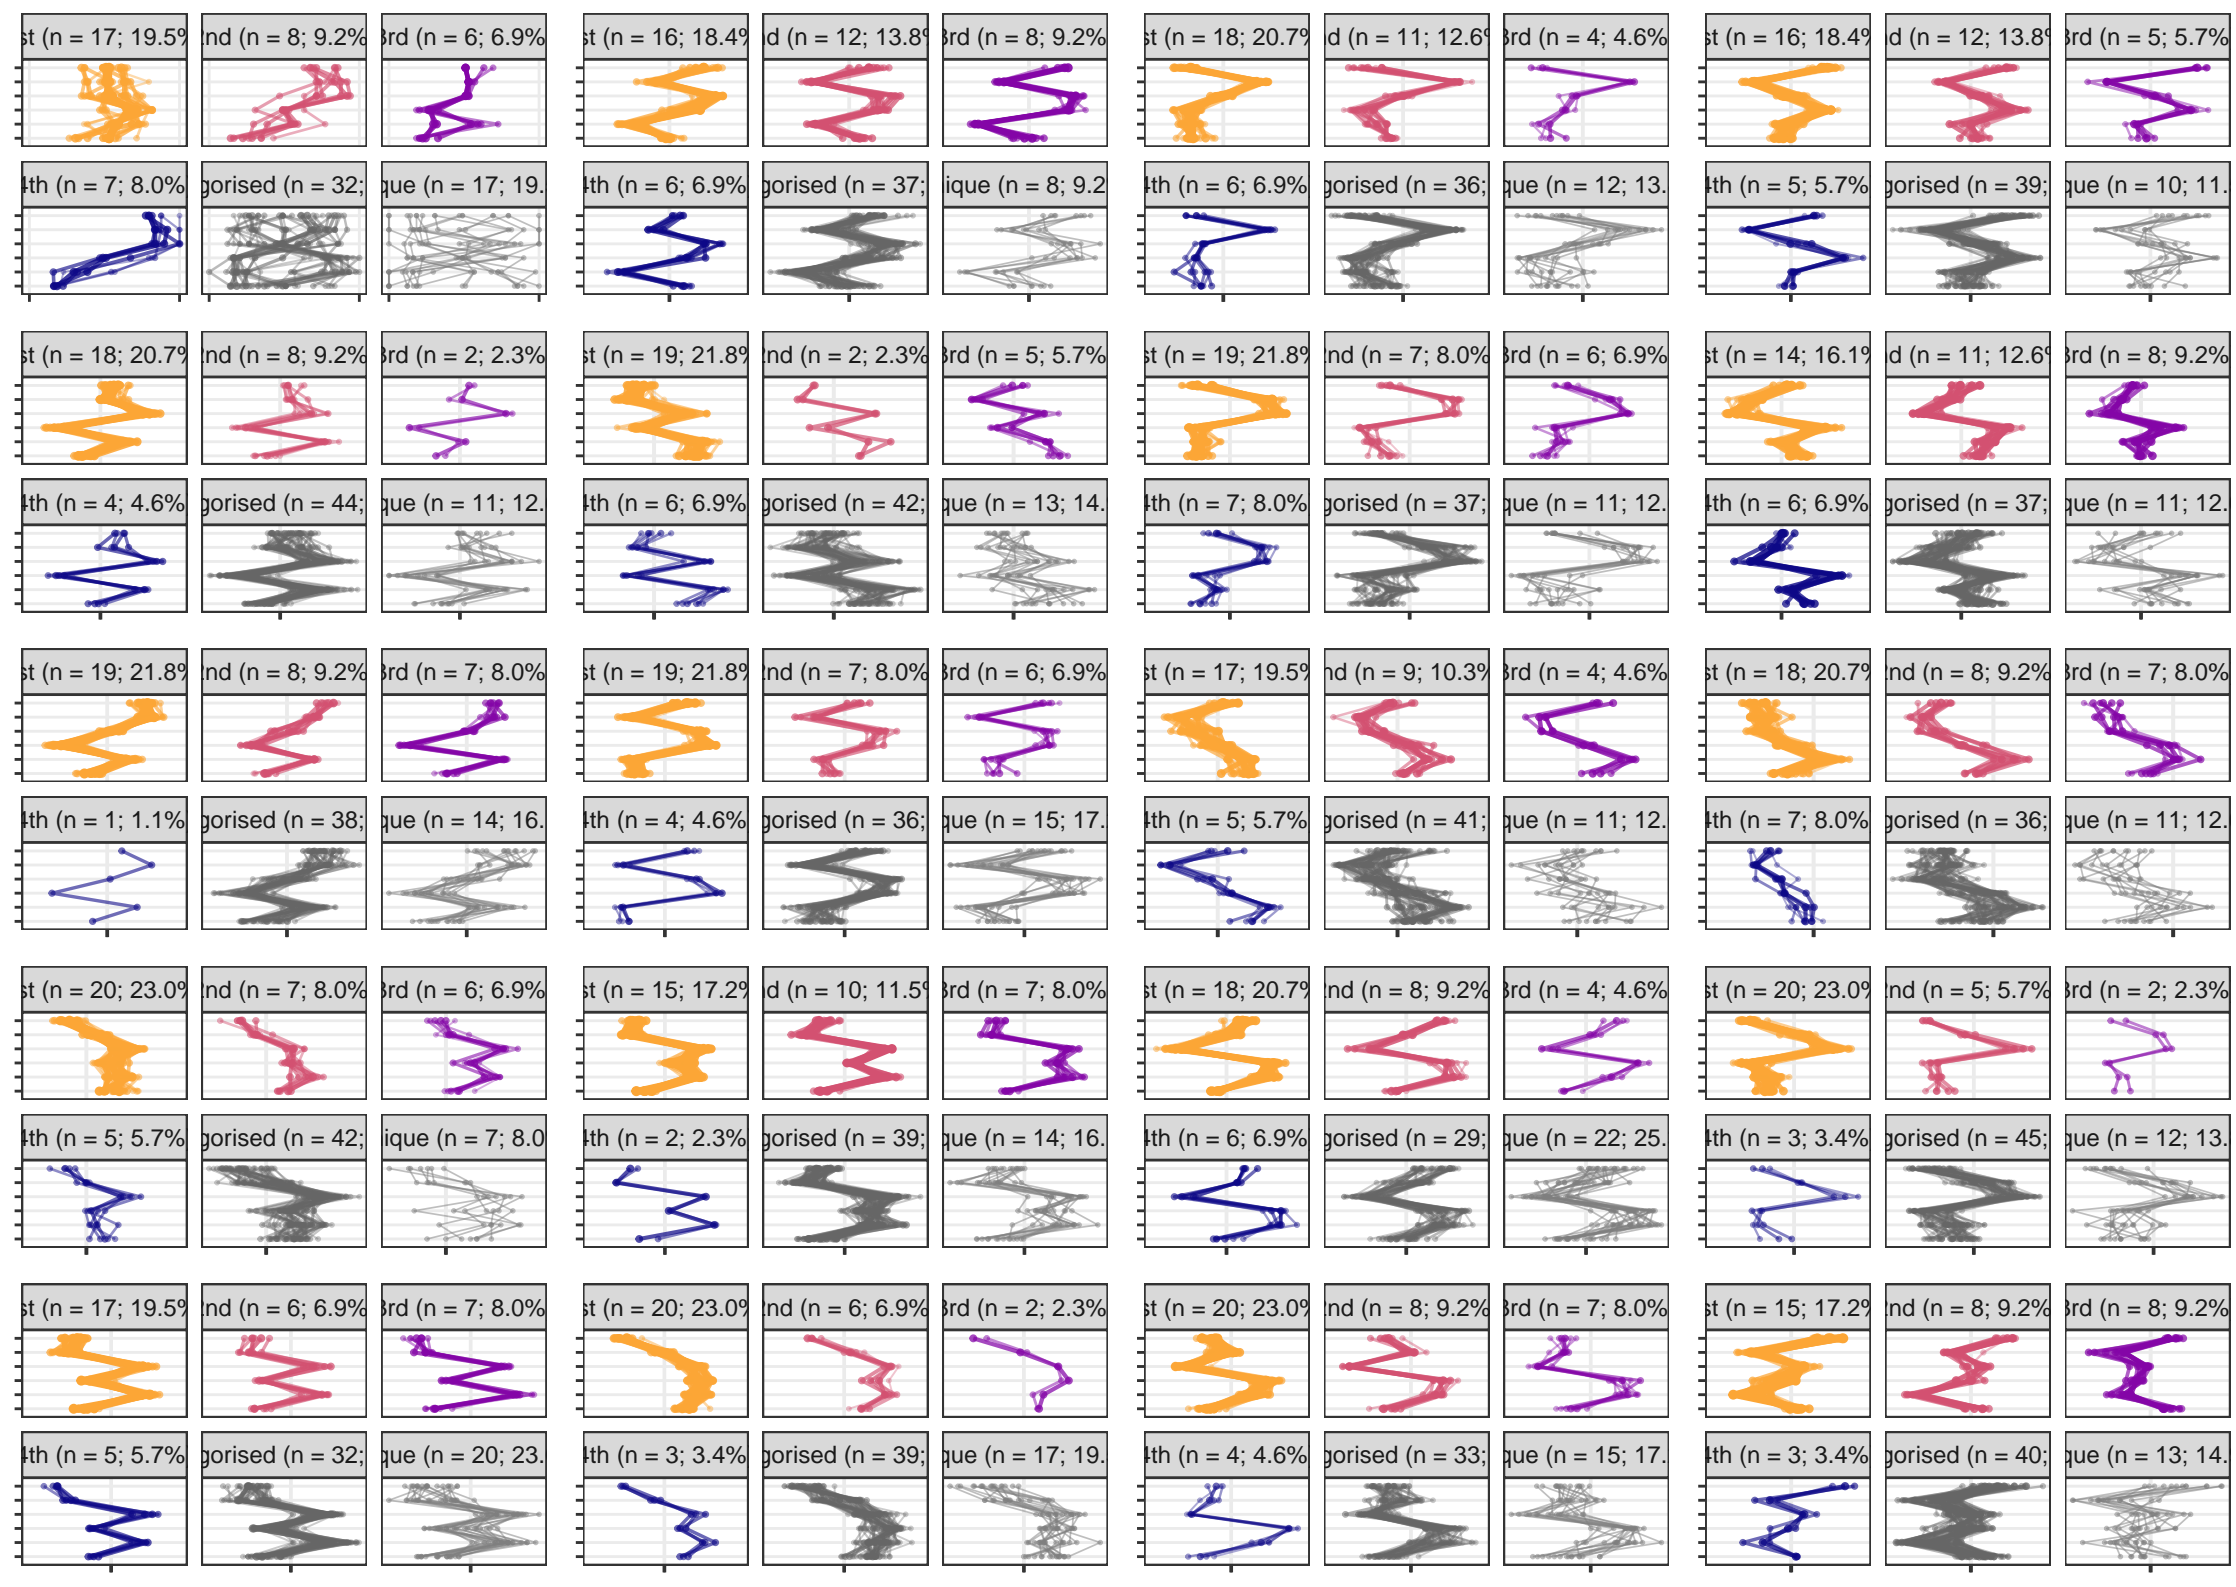 st (n = 17; 19.5% 2nd (n = 8; 9.2% 3rd (n = 6; 6.9% st (n = 16; 18.4% nd (n = 12; 13.8% 3rd (n = 8; 9.2% st (n = 18; 20.7% nd (n = 11; 12.6% 3rd (n = 4; 4.6% st (n = 16; 18.4% nd (n = 12; 13.8% 3rd (n = 5; 5.7%
4th (n = 7; 8.0% gorised (n = 32; que (n = 17; 19. 4th (n = 6; 6.9% gorised (n = 37; ique (n = 8; 9.2 4th (n = 6; 6.9% gorised (n = 36; que (n = 12; 13. 4th (n = 5; 5.7% gorised (n = 39; que (n = 10; 11.
st (n = 18; 20.7% 2nd (n = 8; 9.2% 3rd (n = 2; 2.3% st (n = 19; 21.8% 2nd (n = 2; 2.3% 3rd (n = 5; 5.7% st (n = 19; 21.8% 2nd (n = 7; 8.0% 3rd (n = 6; 6.9% st (n = 14; 16.1% nd (n = 11; 12.6% 3rd (n = 8; 9.2%
4th (n = 4; 4.6% gorised (n = 44; que (n = 11; 12. 4th (n = 6; 6.9% gorised (n = 42; que (n = 13; 14. 4th (n = 7; 8.0% gorised (n = 37; que (n = 11; 12. 4th (n = 6; 6.9% gorised (n = 37; que (n = 11; 12.
st (n = 19; 21.8% 2nd (n = 8; 9.2% 3rd (n = 7; 8.0% st (n = 19; 21.8% 2nd (n = 7; 8.0% 3rd (n = 6; 6.9% st (n = 17; 19.5% nd (n = 9; 10.3% 3rd (n = 4; 4.6% st (n = 18; 20.7% 2nd (n = 8; 9.2% 3rd (n = 7; 8.0%
4th (n = 1; 1.1% gorised (n = 38; que (n = 14; 16. 4th (n = 4; 4.6% gorised (n = 36; que (n = 15; 17. 4th (n = 5; 5.7% gorised (n = 41; que (n = 11; 12. 4th (n = 7; 8.0% gorised (n = 36; que (n = 11; 12.
st (n = 20; 23.0% 2nd (n = 7; 8.0% 3rd (n = 6; 6.9% st (n = 15; 17.2% nd (n = 10; 11.5% 3rd (n = 7; 8.0% st (n = 18; 20.7% 2nd (n = 8; 9.2% 3rd (n = 4; 4.6% st (n = 20; 23.0% 2nd (n = 5; 5.7% 3rd (n = 2; 2.3%
4th (n = 5; 5.7% gorised (n = 42; ique (n = 7; 8.0 4th (n = 2; 2.3% gorised (n = 39; que (n = 14; 16. 4th (n = 6; 6.9% gorised (n = 29; que (n = 22; 25. 4th (n = 3; 3.4% gorised (n = 45; que (n = 12; 13.
st (n = 17; 19.5% 2nd (n = 6; 6.9% 3rd (n = 7; 8.0% st (n = 20; 23.0% 2nd (n = 6; 6.9% 3rd (n = 2; 2.3% st (n = 20; 23.0% 2nd (n = 8; 9.2% 3rd (n = 7; 8.0% st (n = 15; 17.2% 2nd (n = 8; 9.2% 3rd (n = 8; 9.2%
4th (n = 5; 5.7% gorised (n = 32; que (n = 20; 23. 4th (n = 3; 3.4% gorised (n = 39; que (n = 17; 19. 4th (n = 4; 4.6% gorised (n = 33; que (n = 15; 17. 4th (n = 3; 3.4% gorised (n = 40; que (n = 13; 14.